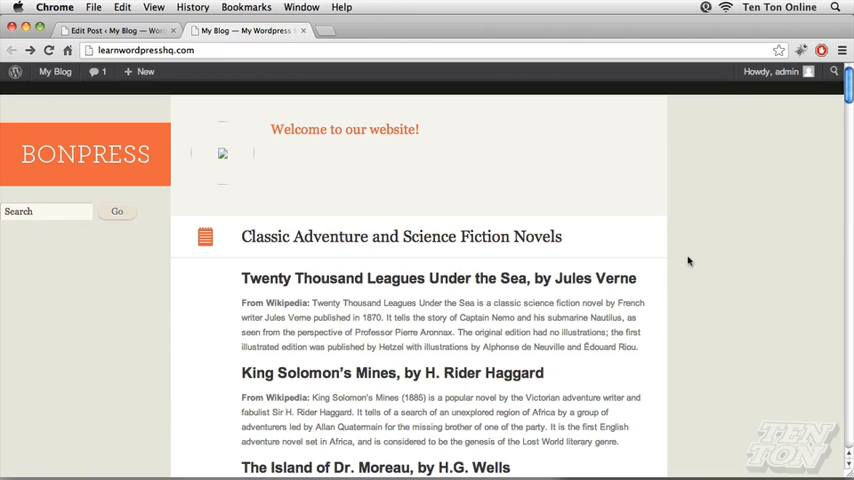 Chrome File Edit View History Bookmarks Window Help Ten Ton Online
Edit Post ‹ My Blog — Word
My Blog — My Wordpress
learnwordpresshq.com
My Blog 1 + New Howdy, admin
Welcome to our website!
BONPRESS
Search Go
Classic Adventure and Science Fiction Novels
Twenty Thousand Leagues Under the Sea, by Jules Verne
From Wikipedia: Twenty Thousand Leagues Under the Sea is a classic science fiction novel by French
writer Jules Verne published in 1870. It tells the story of Captain Nemo and his submarine Nautilus, as
seen from the perspective of Professor Pierre Aronnax. The original edition had no illustrations; the first
illustrated edition was published by Hetzel with illustrations by Alphonse de Neuville and Édouard Riou.
King Solomon's Mines, by H. Rider Haggard
From Wikipedia: King Solomon's Mines (1885) is a popular novel by the Victorian adventure writer and
fabulist Sir H. Rider Haggard. It tells of a search of an unexplored region of Africa by a group of
adventurers led by Allan Quatermain for the missing brother of one of the party. It is the first English
adventure novel set in Africa, and is considered to be the genesis of the Lost World literary genre.
The Island of Dr. Moreau, by H.G. Wells
TEN
TON